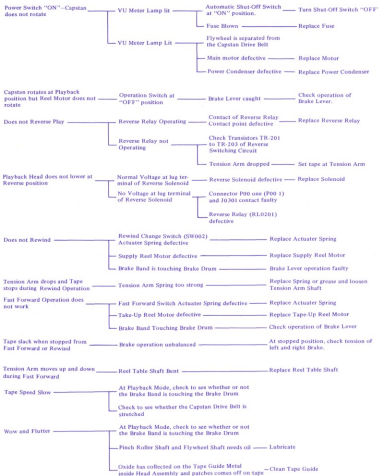 Power Switch "ON"–Capstan
does not rotate
VU Meter Lamp lit
Automatic Shut-Off Switch
at "ON" position.
Turn Shut-Off Switch "OFF"
Fuse Blown
Replace Fuse
VU Meter Lamp Lit
Flywheel is separated from
the Capstan Drive Belt
Main motor defective
Replace Motor
Power Condenser defective
Replace Power Condenser
Capstan rotates at Playback
position but Reel Motor does not
rotate
Operation Switch at
"OFF" position
Brake Lever caught
Check operation of
Brake Lever.
Does not Reverse Play
Reverse Relay Operating
Contact of Reverse Relay
Contact point defective
Replace Reverse Relay
Reverse Relay not
Operating
Check Transistors TR-201
to TR-203 of Reverse
Switching Circuit
Tension Arm dropped
Set tape at Tension Arm
Playback Head does not lower at
Reverse position
Normal Voltage at lug ter-
minal of Reverse Solenoid
Reverse Solenoid defective
Replace Solenoid
No Voltage at lug terminal
of Reverse Solenoid
Connector P00 one (P00 1)
and J0301 contact faulty
Reverse Relay (RL0201)
defective
Does not Rewind
Rewind Change Switch (SW002)
Actuator Spring defective
Replace Actuator Spring
Supply Reel Motor defective
Replace Supply Reel Motor
Brake Band is touching Brake Drum
Brake Lever operation faulty
Tension Arm drops and Tape
stops during Rewind Operation
Tension Arm Spring too strong
Replace Spring or grease and loosen
Tension Arm Shaft
Fast Forward Operation does
not work
Fast Forward Switch Actuator Spring defective
Replace Actuator Spring
Take-Up Reel Motor defective
Replace Tape-Up Reel Motor
Brake Band Touching Brake Drum
Check operation of Brake Lever
Tape slack when stopped from
Fast Forward or Rewind
Brake operation unbalanced
At stopped position, check tension of
left and right Brake.
Tension Arm moves up and down
during Fast Forward
Reel Table Shaft Bent
Replace Reel Table Shaft
Tape Speed Slow
At Playback Mode, check to see whether or not
the Brake Band is touching the Brake Drum
Check to see whether the Capstan Drive Belt is
stretched
Wow and Flutter
At Playback Mode, check to see whether or not
the Brake Band is touching the Brake Drum
Pinch Roller Shaft and Flywheel Shaft needs oil
Lubricate
Oxide has collected on the Tape Guide Metal
inside Head Assembly and patches comes off on tape
Clean Tape Guide